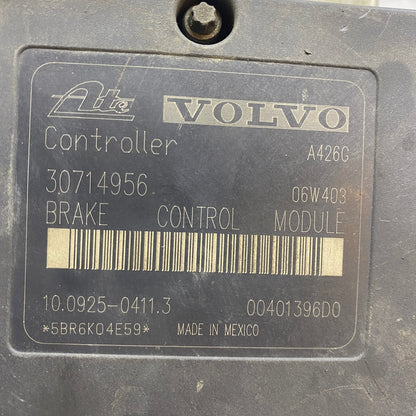 Ate VOLVO
Controller A426G
30714956 06W403
BRAKE CONTROL MODULE
10.0925-0411.3 00401396D0
*5BR6K04E59* MADE IN MEXICO